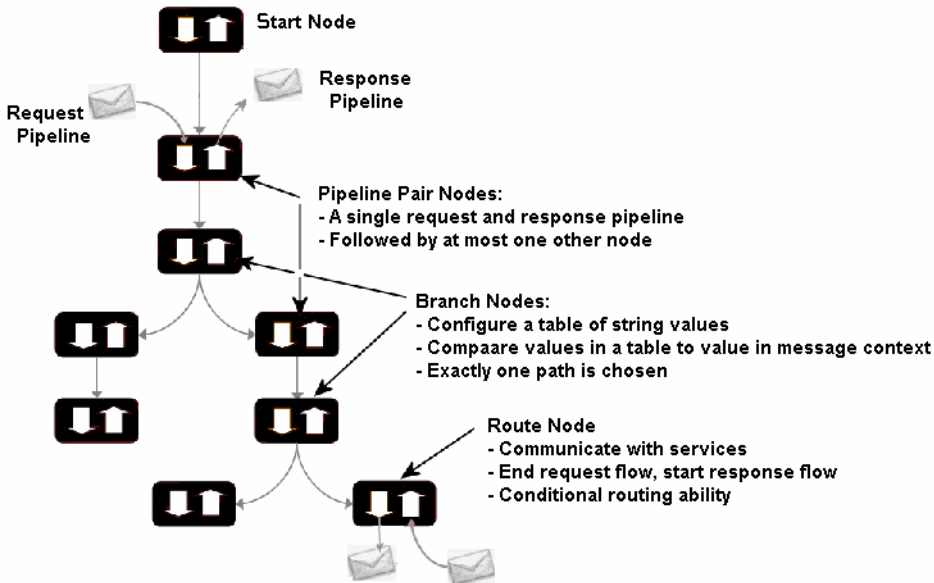 Start Node
Response
Pipeline
Request
Pipeline
Pipeline Pair Nodes:
- A single request and response pipeline
- Followed by at most one other node
Branch Nodes:
- Configure a table of string values
- Compaare values in a table to value in message context
- Exactly one path is chosen
Route Node
- Communicate with services
- End request flow, start response flow
- Conditional routing ability